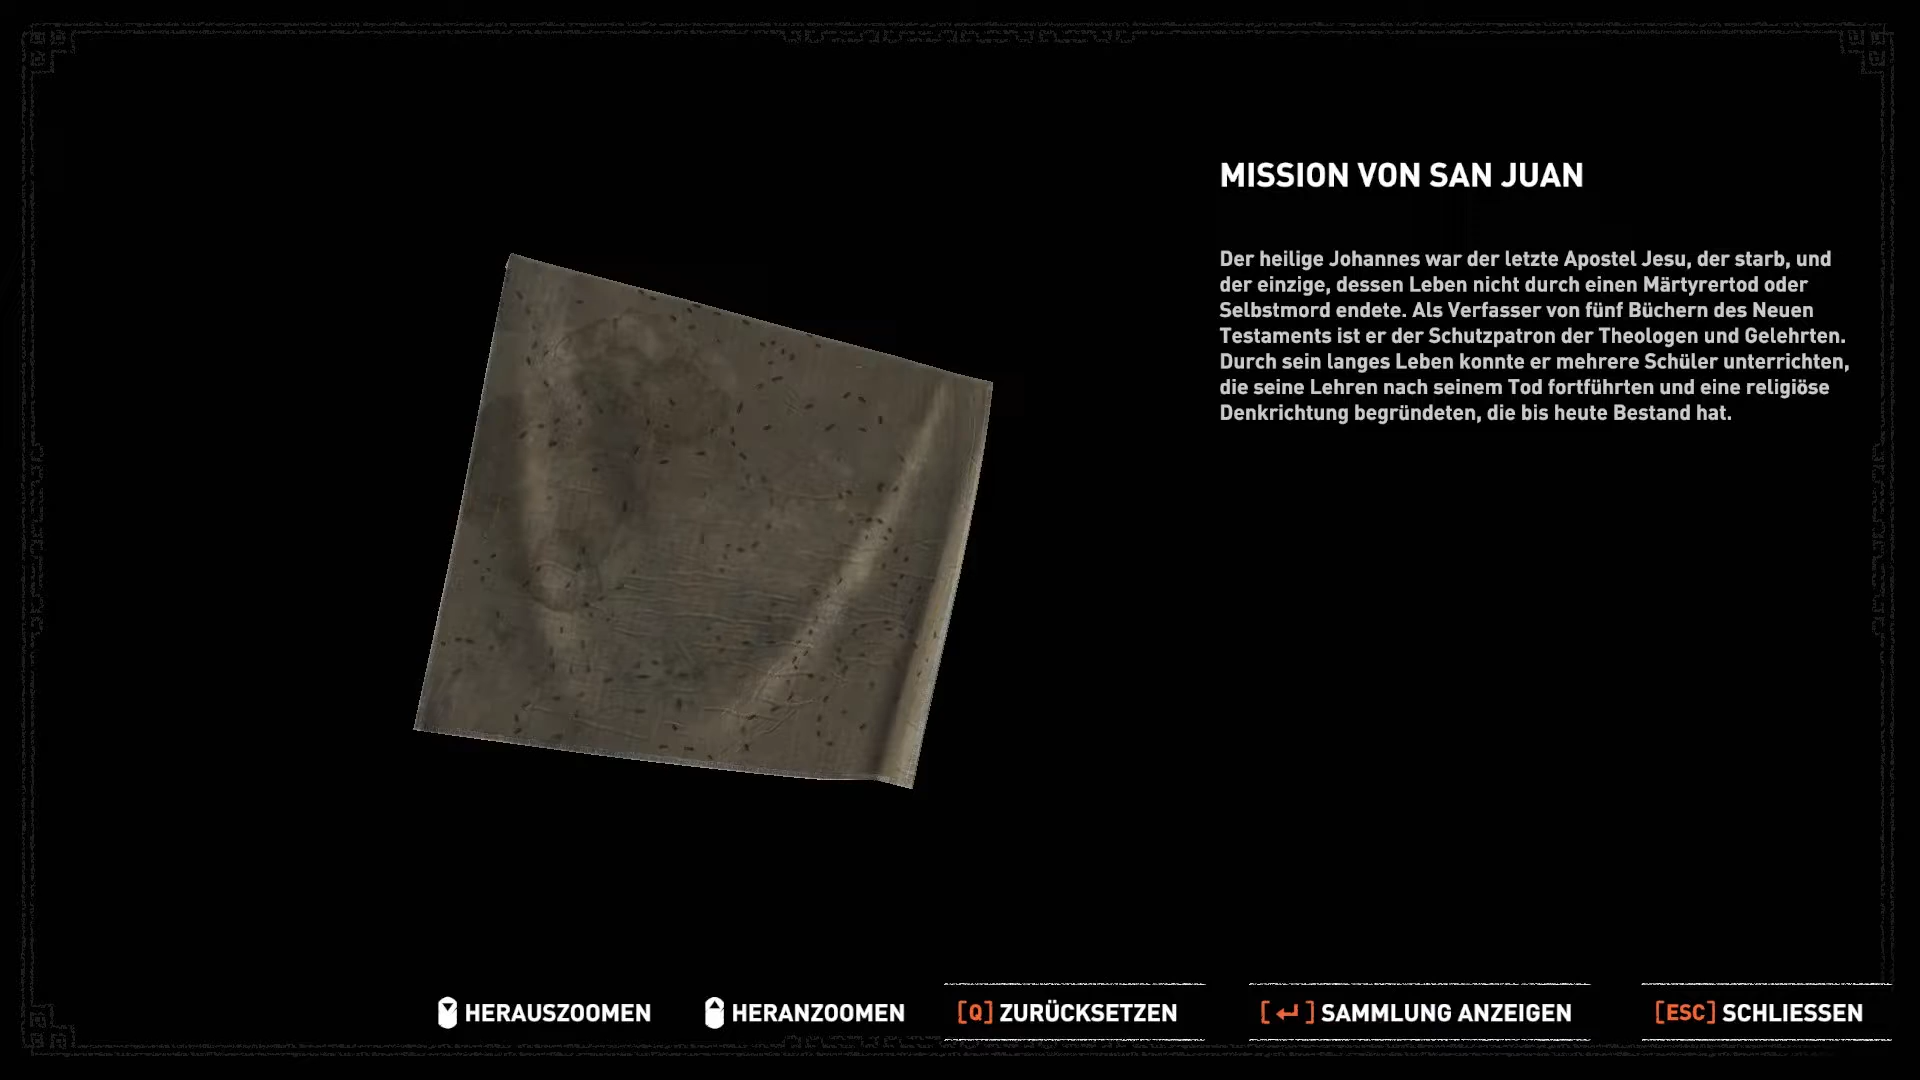 MISSION VON SAN JUAN
Der heilige Johannes war der letzte Apostel Jesu, der starb, und
der einzige, dessen Leben nicht durch einen Märtyrertod oder
Selbstmord endete. Als Verfasser von fünf Büchern des Neuen
Testaments ist er der Schutzpatron der Theologen und Gelehrten.
Durch sein langes Leben konnte er mehrere Schüler unterrichten,
die seine Lehren nach seinem Tod fortführten und eine religiöse
Denkrichtung begründeten, die bis heute Bestand hat.
HERAUSZOOMEN HERANZOOMEN [Q] ZURÜCKSETZEN [↵] SAMMLUNG ANZEIGEN [ESC] SCHLIESSEN